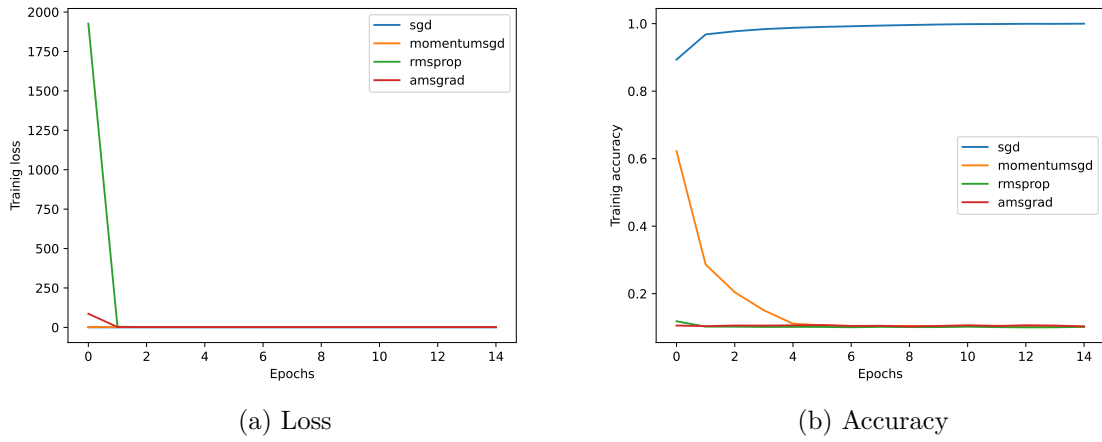 2000
1750
1500
1250
1000
750
500
250
0
Trainig loss
0 2 4 6 8 10 12 14
Epochs
sgd
momentumsgd
rmsprop
amsgrad
(a) Loss
1.0
0.8
0.6
0.4
0.2
Trainig accuracy
0 2 4 6 8 10 12 14
Epochs
sgd
momentumsgd
rmsprop
amsgrad
(b) Accuracy